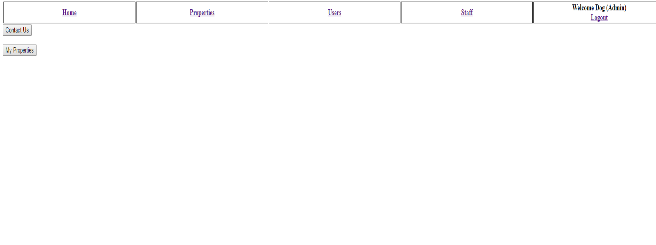 Home
Properties
Users
Staff
Welcome Dog (Admin)
Logout
Contact Us
My Properties